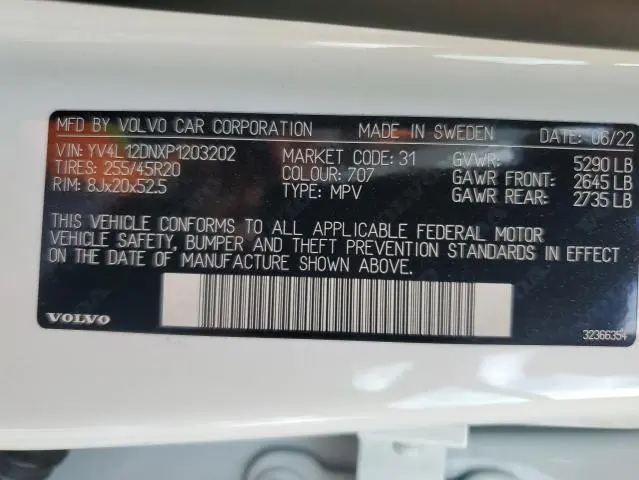 MFD BY VOLVO CAR CORPORATION MADE IN SWEDEN DATE: 06/22
VIN: YV4L12DNXP1203202 MARKET CODE: 31 GVWR: 5290 LB
TIRES: 255/45R20 COLOUR: 707 GAWR FRONT: 2645 LB
RIM: 8Jx20x52.5 TYPE: MPV GAWR REAR: 2735 LB
THIS VEHICLE CONFORMS TO ALL APPLICABLE FEDERAL MOTOR
VEHICLE SAFETY, BUMPER AND THEFT PREVENTION STANDARDS IN EFFECT
ON THE DATE OF MANUFACTURE SHOWN ABOVE.
VOLVO 32366354